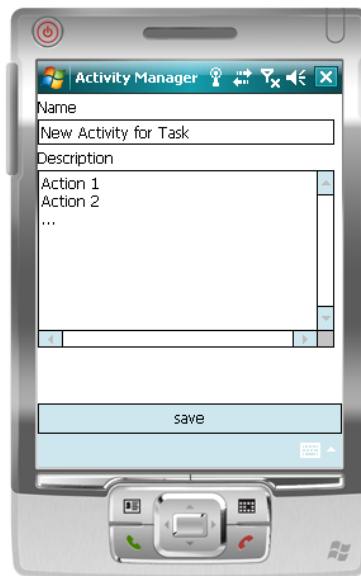 Activity Manager
Name
New Activity for Task
Description
Action 1
Action 2
...
save